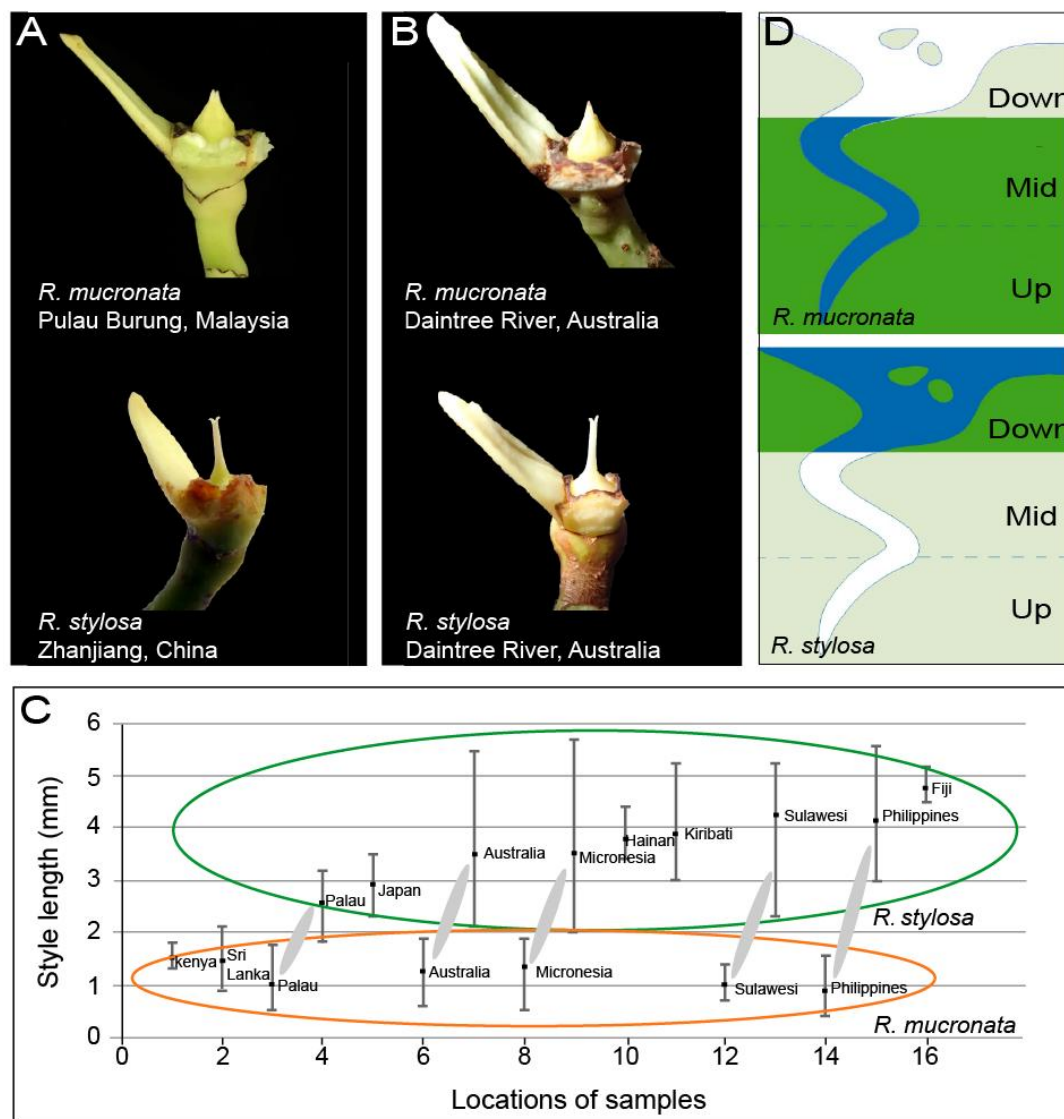 A
R. mucronata
Pulau Burung, Malaysia
R. stylosa
Zhanjiang, China
B
R. mucronata
Daintree River, Australia
R. stylosa
Daintree River, Australia
D
Down
Mid
Up
R. mucronata
Down
Mid
Up
R. stylosa
C
Style length (mm)
6
5
4
3
2
1
0
Kenya
Sri
Lanka
Palau
Palau
Japan
Australia
Australia
Micronesia
Micronesia
Hainan
Kiribati
Sulawesi
Sulawesi
Philippines
Philippines
Fiji
R. stylosa
R. mucronata
0 2 4 6 8 10 12 14 16
Locations of samples